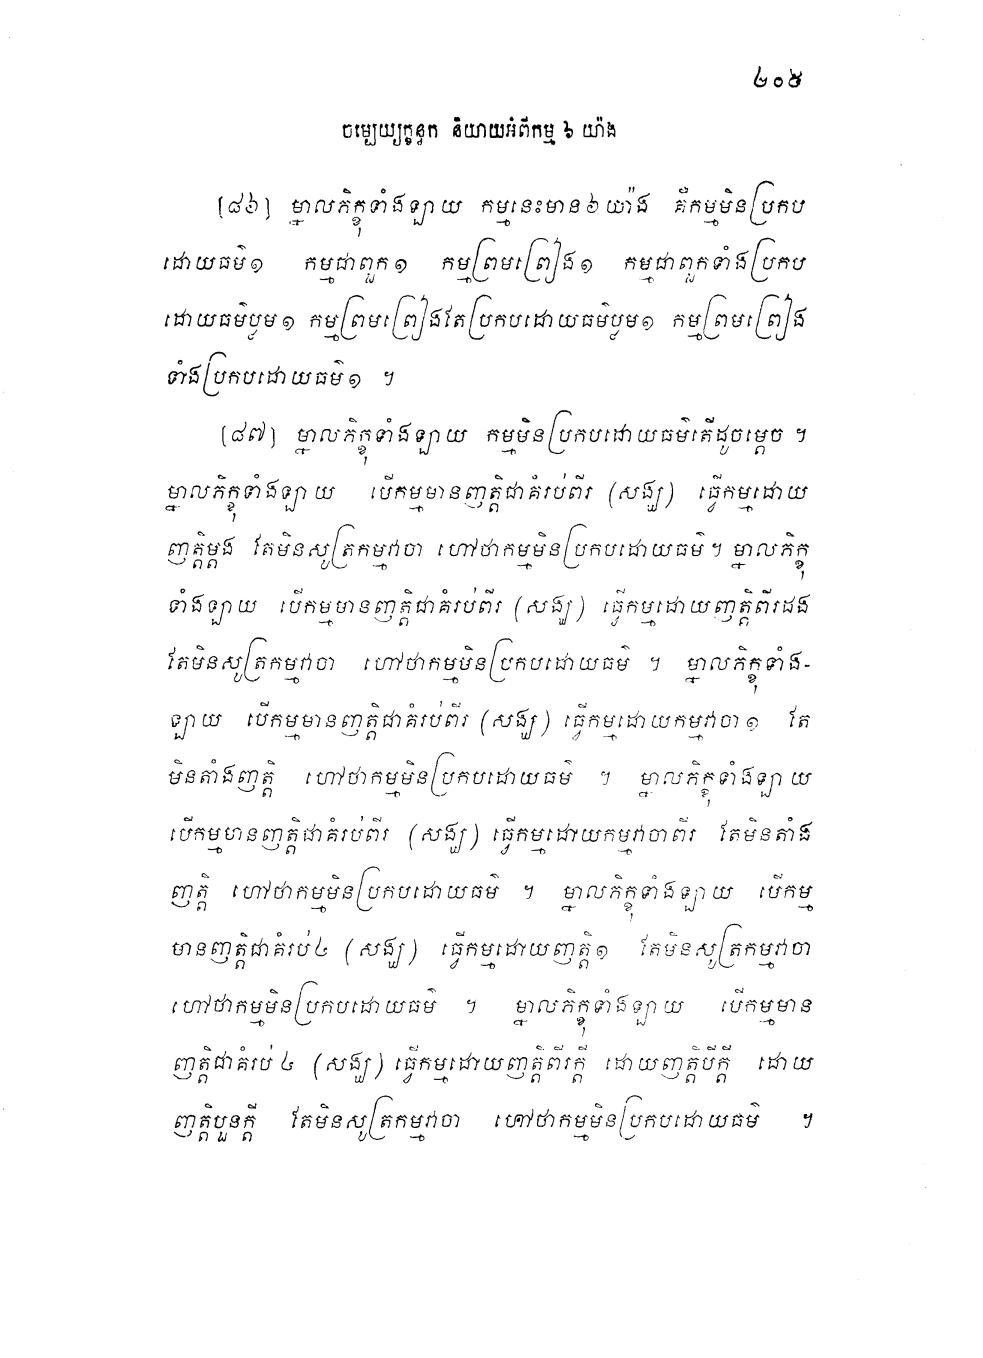 ២០៥
ចម្បេយ្យក្ខន្ធក និយាយអំពីកម្ម ៦ យ៉ាង
[៨៦] ម្នាលភិក្ខុទាំងឡាយ កម្មនេះមាន៦យ៉ាង គឺកម្មមិនប្រកប
ដោយធម៌១ កម្មជាពួក១ កម្មព្រមព្រៀង១ កម្មជាពួកទាំងប្រកប
ដោយធម៌ប្លម១ កម្មព្រមព្រៀងតែប្រកបដោយធម៌ប្លម១ កម្មព្រមព្រៀង
ទាំងប្រកបដោយធម៌១ ។
[៨៧] ម្នាលភិក្ខុទាំងឡាយ កម្មមិនប្រកបដោយធម៌តើដូចម្តេច ។
ម្នាលភិក្ខុទាំងឡាយ បើកម្មមានញត្តិជាគំរប់ពីរ (សង្ឃ) ធ្វើកម្មដោយ
ញត្តិម្តង តែមិនសូត្រកម្មវាចា ហៅថាកម្មមិនប្រកបដោយធម៌។ ម្នាលភិក្ខុ
ទាំងឡាយ បើកម្មមានញត្តិជាគំរប់ពីរ (សង្ឃ) ធ្វើកម្មដោយញត្តិពីរដង
តែមិនសូត្រកម្មវាចា ហៅថាកម្មមិនប្រកបដោយធម៌ ។ ម្នាលភិក្ខុទាំង-
ឡាយ បើកម្មមានញត្តិជាគំរប់ពីរ (សង្ឃ) ធ្វើកម្មដោយកម្មវាចា១ តែ
មិនតាំងញត្តិ ហៅថាកម្មមិនប្រកបដោយធម៌ ។ ម្នាលភិក្ខុទាំងឡាយ
បើកម្មមានញត្តិជាគំរប់ពីរ (សង្ឃ) ធ្វើកម្មដោយកម្មវាចាពីរ តែមិនតាំង
ញត្តិ ហៅថាកម្មមិនប្រកបដោយធម៌ ។ ម្នាលភិក្ខុទាំងឡាយ បើកម្ម
មានញត្តិជាគំរប់៤ (សង្ឃ) ធ្វើកម្មដោយញត្តិ១ តែមិនសូត្រកម្មវាចា
ហៅថាកម្មមិនប្រកបដោយធម៌ ។ ម្នាលភិក្ខុទាំងឡាយ បើកម្មមាន
ញត្តិជាគំរប់ ៤ (សង្ឃ) ធ្វើកម្មដោយញត្តិពីរក្តី ដោយញត្តិបីក្តី ដោយ
ញត្តិបួនក្តី តែមិនសូត្រកម្មវាចា ហៅថាកម្មមិនប្រកបដោយធម៌ ។